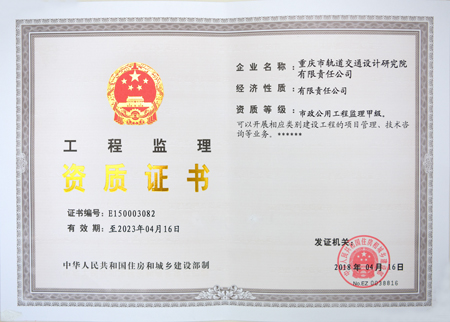 工程监理
资质证书
证书编号：E150003082
有效期：至2023年04月16日
中华人民共和国住房和城乡建设部制
企业名称：重庆市轨道交通设计研究院
有限责任公司
经济性质：有限责任公司
资质等级：市政公用工程监理甲级。
可以开展相应类别建设工程的项目管理、技术咨
询等业务。******
发证机关：
2018年04月16日
No.EZ 0038816